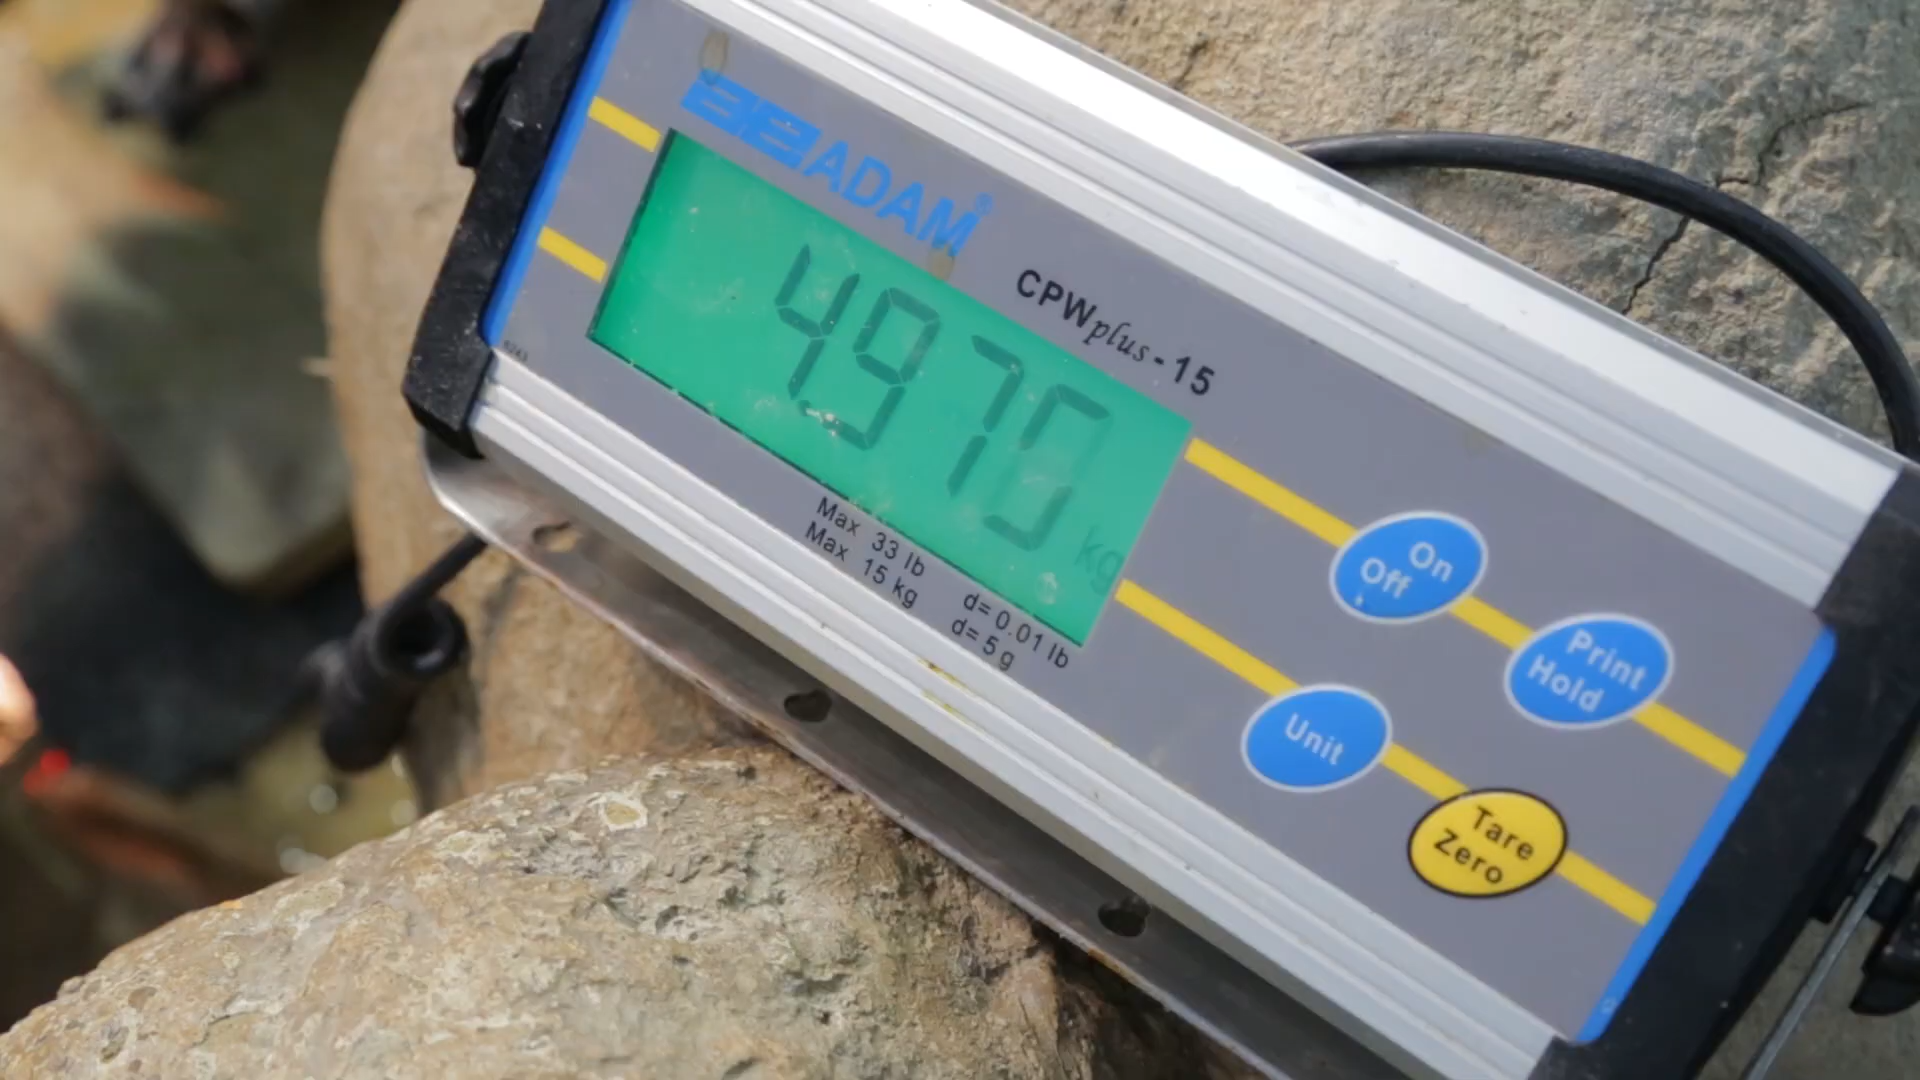 ADAM®
CPWplus-15
4.970 kg
Max 33 lb d= 0.01 lb
Max 15 kg d= 5 g
On
Off
Print
Hold
Unit
Tare
Zero